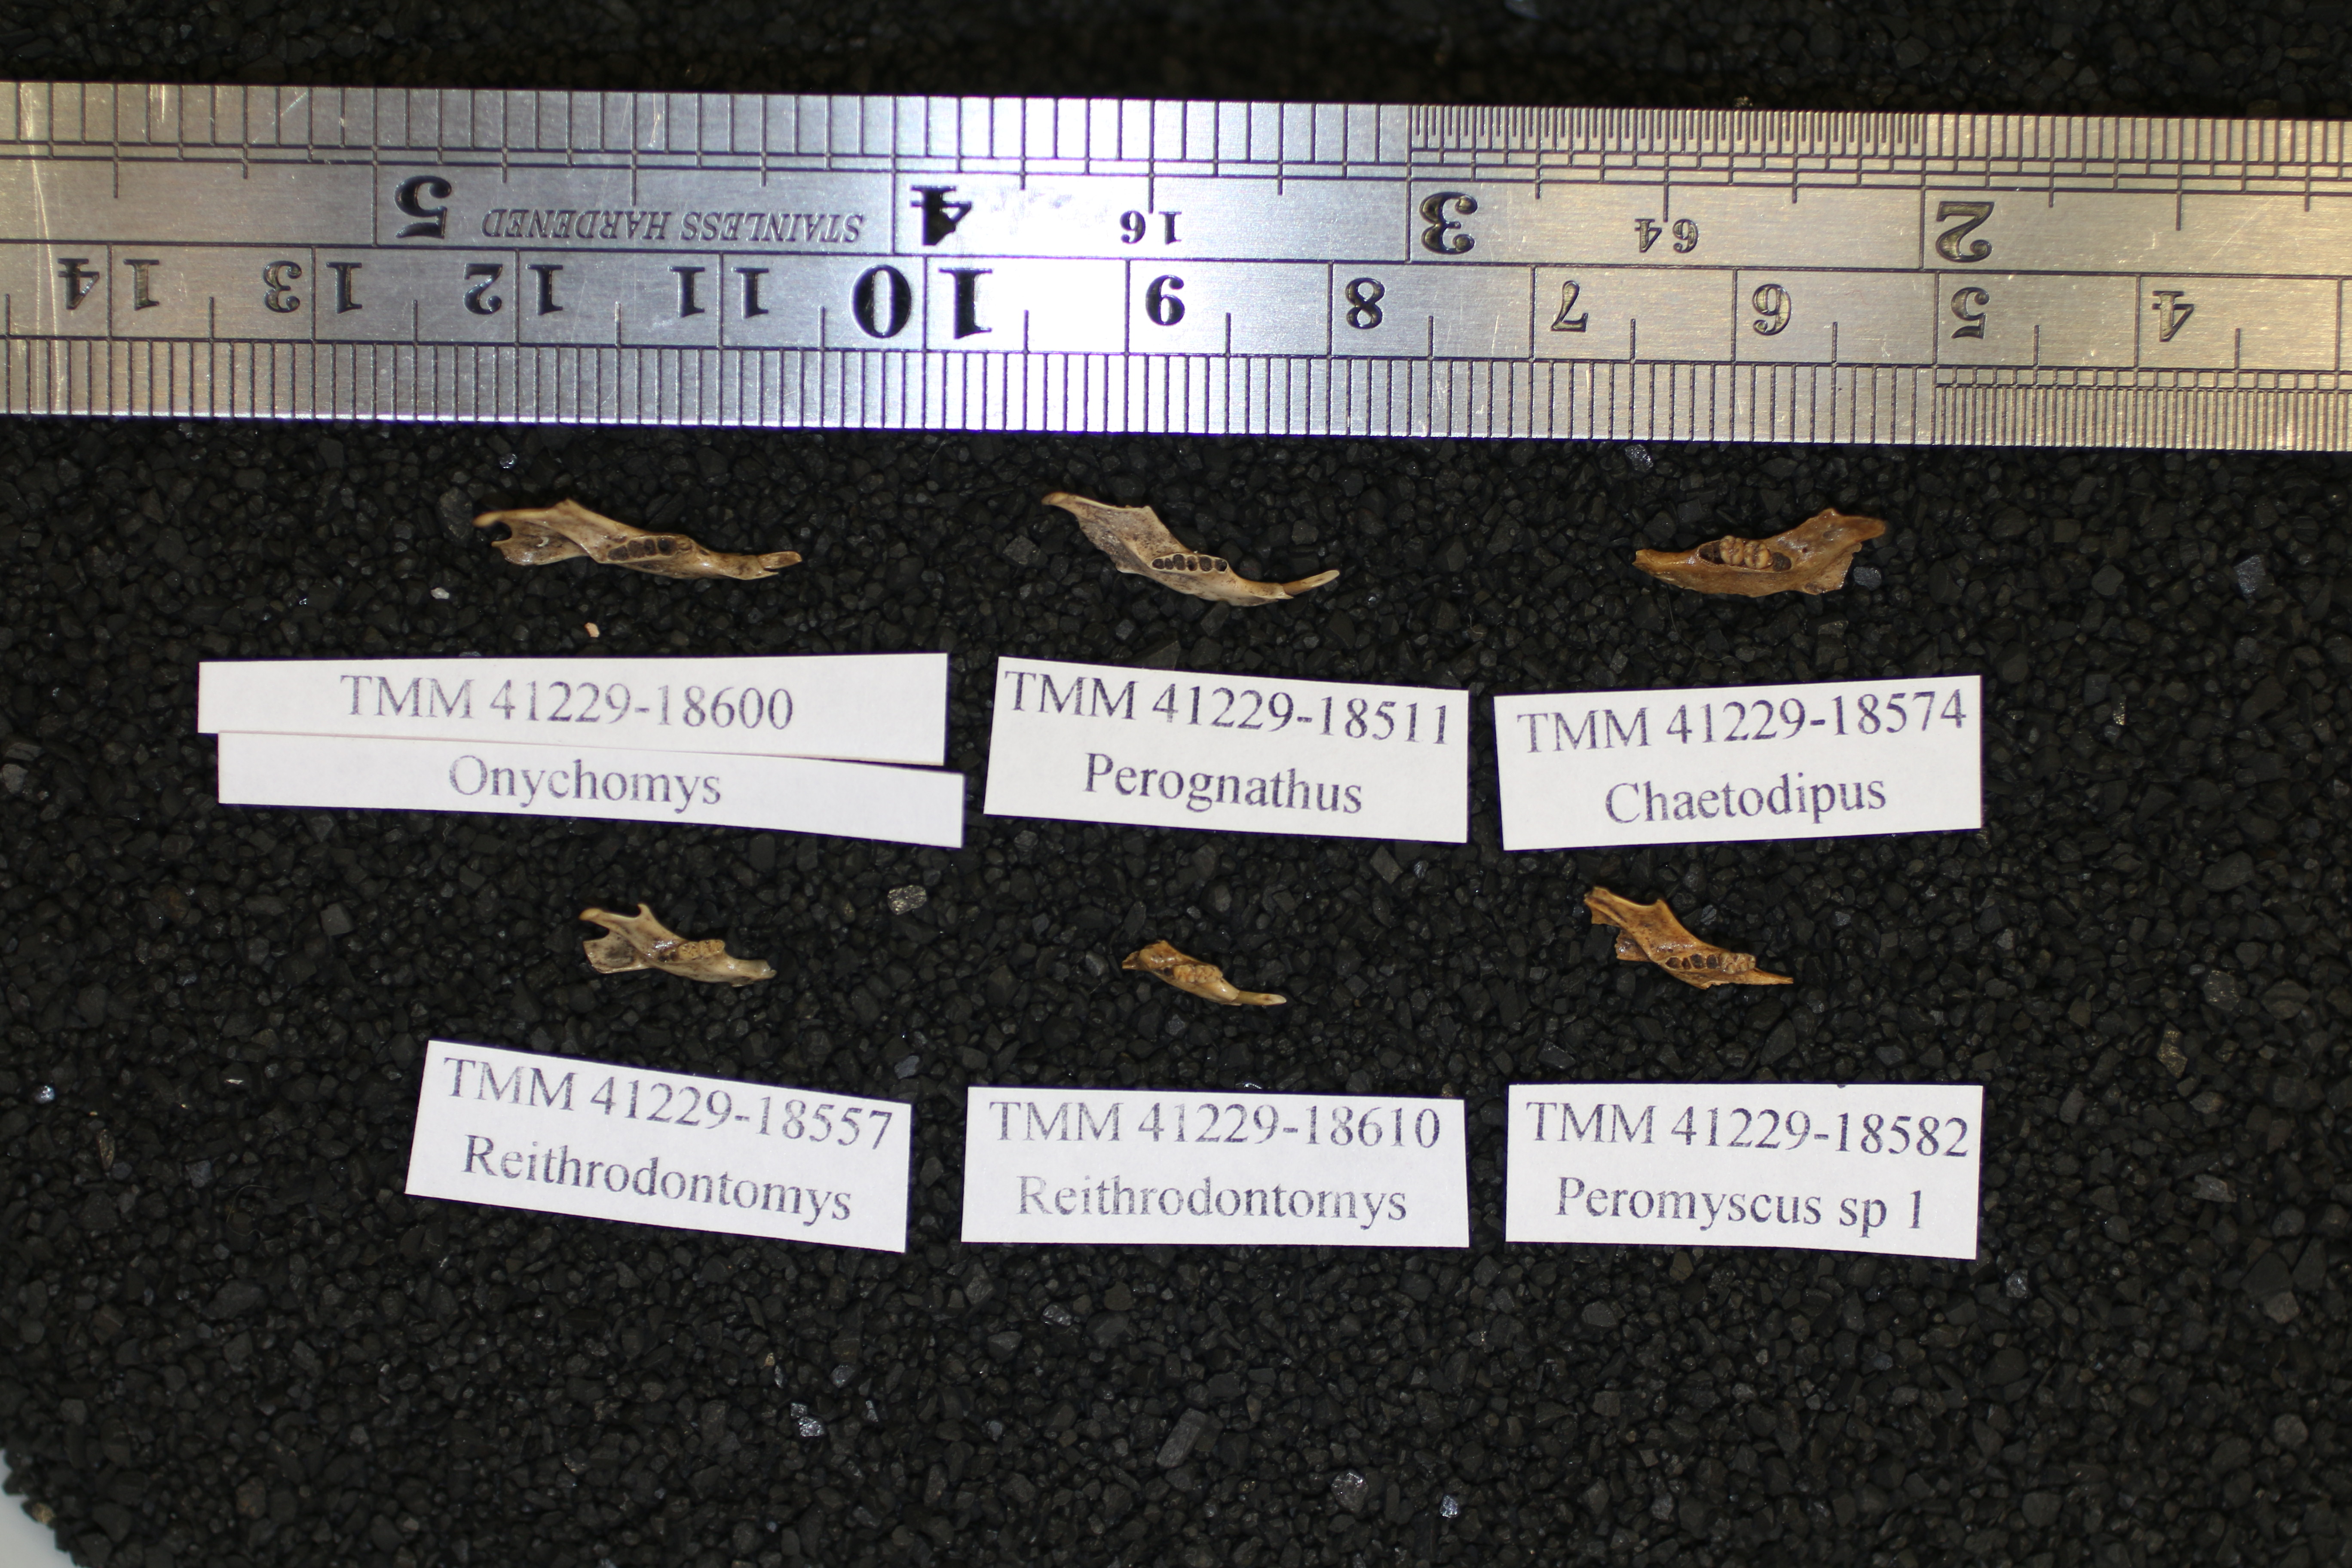 5 STAINLESS HARDENED 4 16 3 64 2
14 13 12 11 10 9 8 7 6 5 4
TMM 41229-18600
Onychomys
TMM 41229-18511
Perognathus
TMM 41229-18574
Chaetodipus
TMM 41229-18557
Reithrodontomys
TMM 41229-18610
Reithrodontomys
TMM 41229-18582
Peromyscus sp 1